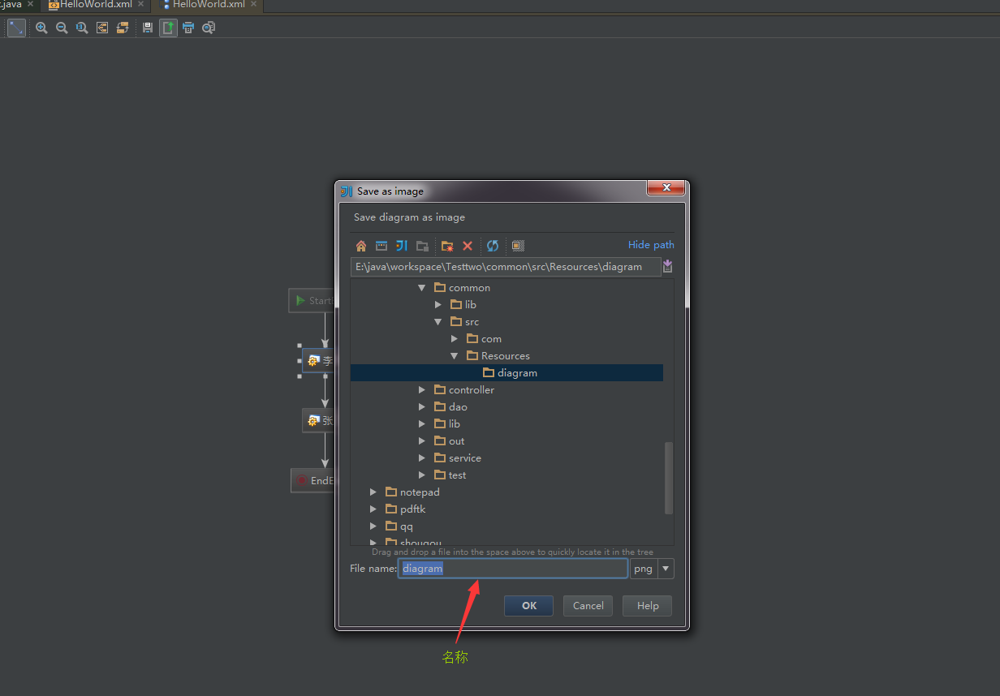 .java
HelloWorld.xml
HelloWorld.xml
Save as image
Save diagram as image
Hide path
E:\java\workspace\Testtwo\common\src\Resources\diagram
common
lib
src
com
Resources
diagram
controller
dao
lib
out
service
test
notepad
pdftk
qq
shougou
Start
李
张
EndE
Drag and drop a file into the space above to quickly locate it in the tree
File name: diagram png
OK Cancel Help
名称